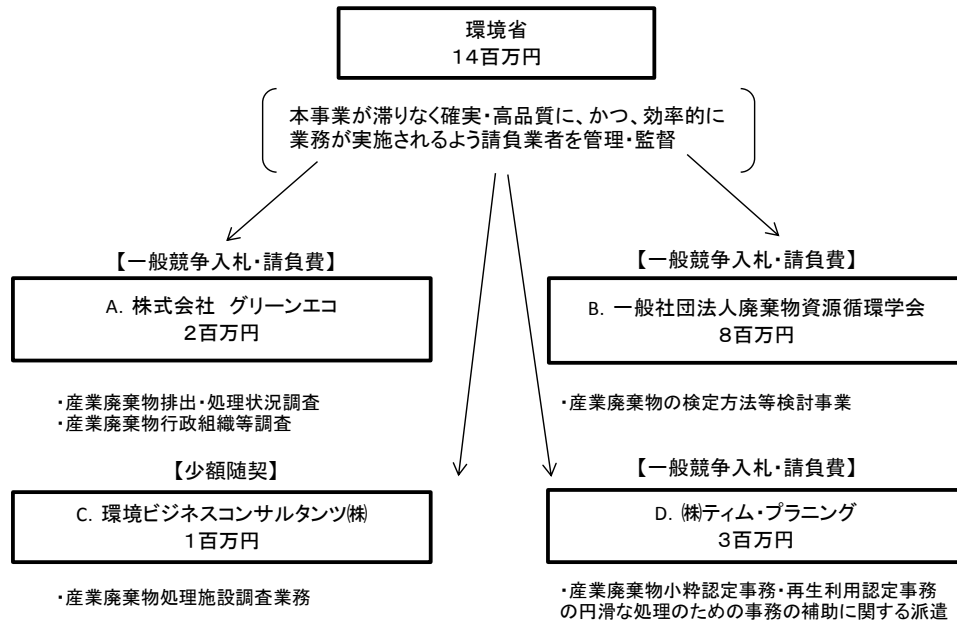 環境省
１４百万円
本事業が滞りなく確実・高品質に、かつ、効率的に
業務が実施されるよう請負業者を管理・監督
【一般競争入札・請負費】
A. 株式会社　グリーンエコ
２百万円
・産業廃棄物排出・処理状況調査
・産業廃棄物行政組織等調査
【一般競争入札・請負費】
B. 一般社団法人廃棄物資源循環学会
８百万円
・産業廃棄物の検定方法等検討事業
【少額随契】
C. 環境ビジネスコンサルタンツ㈱
１百万円
・産業廃棄物処理施設調査業務
【一般競争入札・請負費】
D. ㈱ティム・プラニング
３百万円
・産業廃棄物小粋認定事務・再生利用認定事務
の円滑な処理のための事務の補助に関する派遣